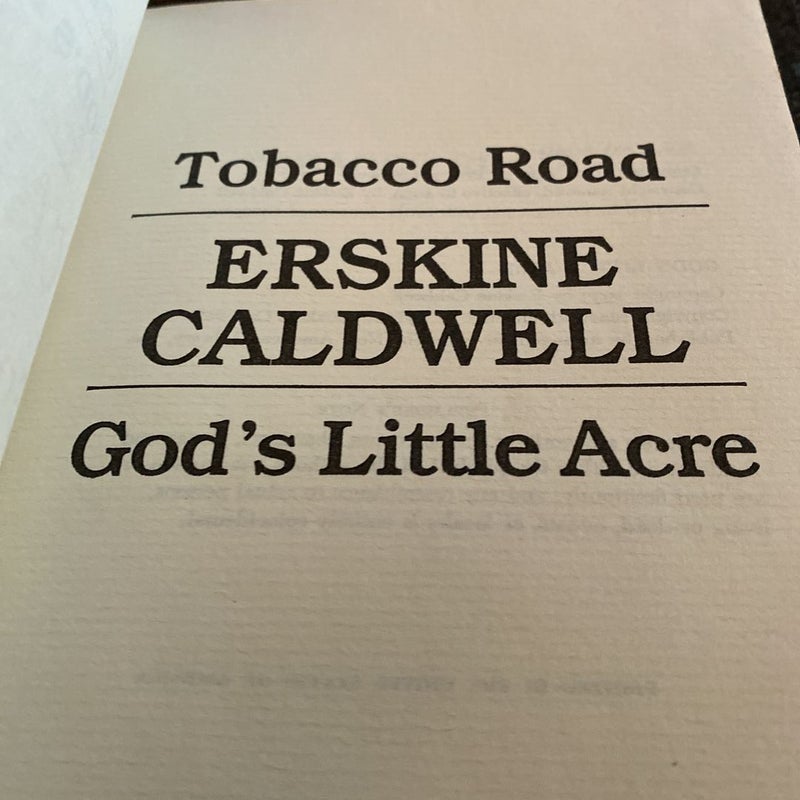 Tobacco Road
ERSKINE
CALDWELL
God's Little Acre